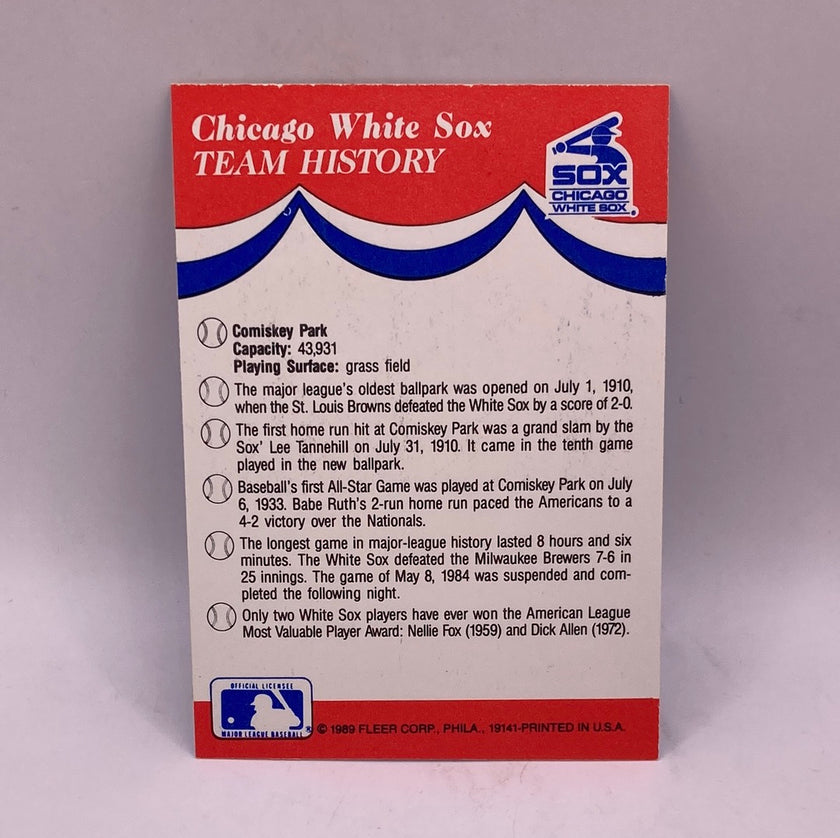 Chicago White Sox
TEAM HISTORY
SOX
CHICAGO
WHITE SOX
Comiskey Park
Capacity: 43,931
Playing Surface: grass field
The major league's oldest ballpark was opened on July 1, 1910,
when the St. Louis Browns defeated the White Sox by a score of 2-0.
The first home run hit at Comiskey Park was a grand slam by the
Sox' Lee Tannehill on July 31, 1910. It came in the tenth game
played in the new ballpark.
Baseball's first All-Star Game was played at Comiskey Park on July
6, 1933. Babe Ruth's 2-run home run paced the Americans to a
4-2 victory over the Nationals.
The longest game in major-league history lasted 8 hours and six
minutes. The White Sox defeated the Milwaukee Brewers 7-6 in
25 innings. The game of May 8, 1984 was suspended and com-
pleted the following night.
Only two White Sox players have ever won the American League
Most Valuable Player Award: Nellie Fox (1959) and Dick Allen (1972).
OFFICIAL LICENSEE
MAJOR LEAGUE BASEBALL ®
© 1989 FLEER CORP., PHILA., 19141-PRINTED IN U.S.A.